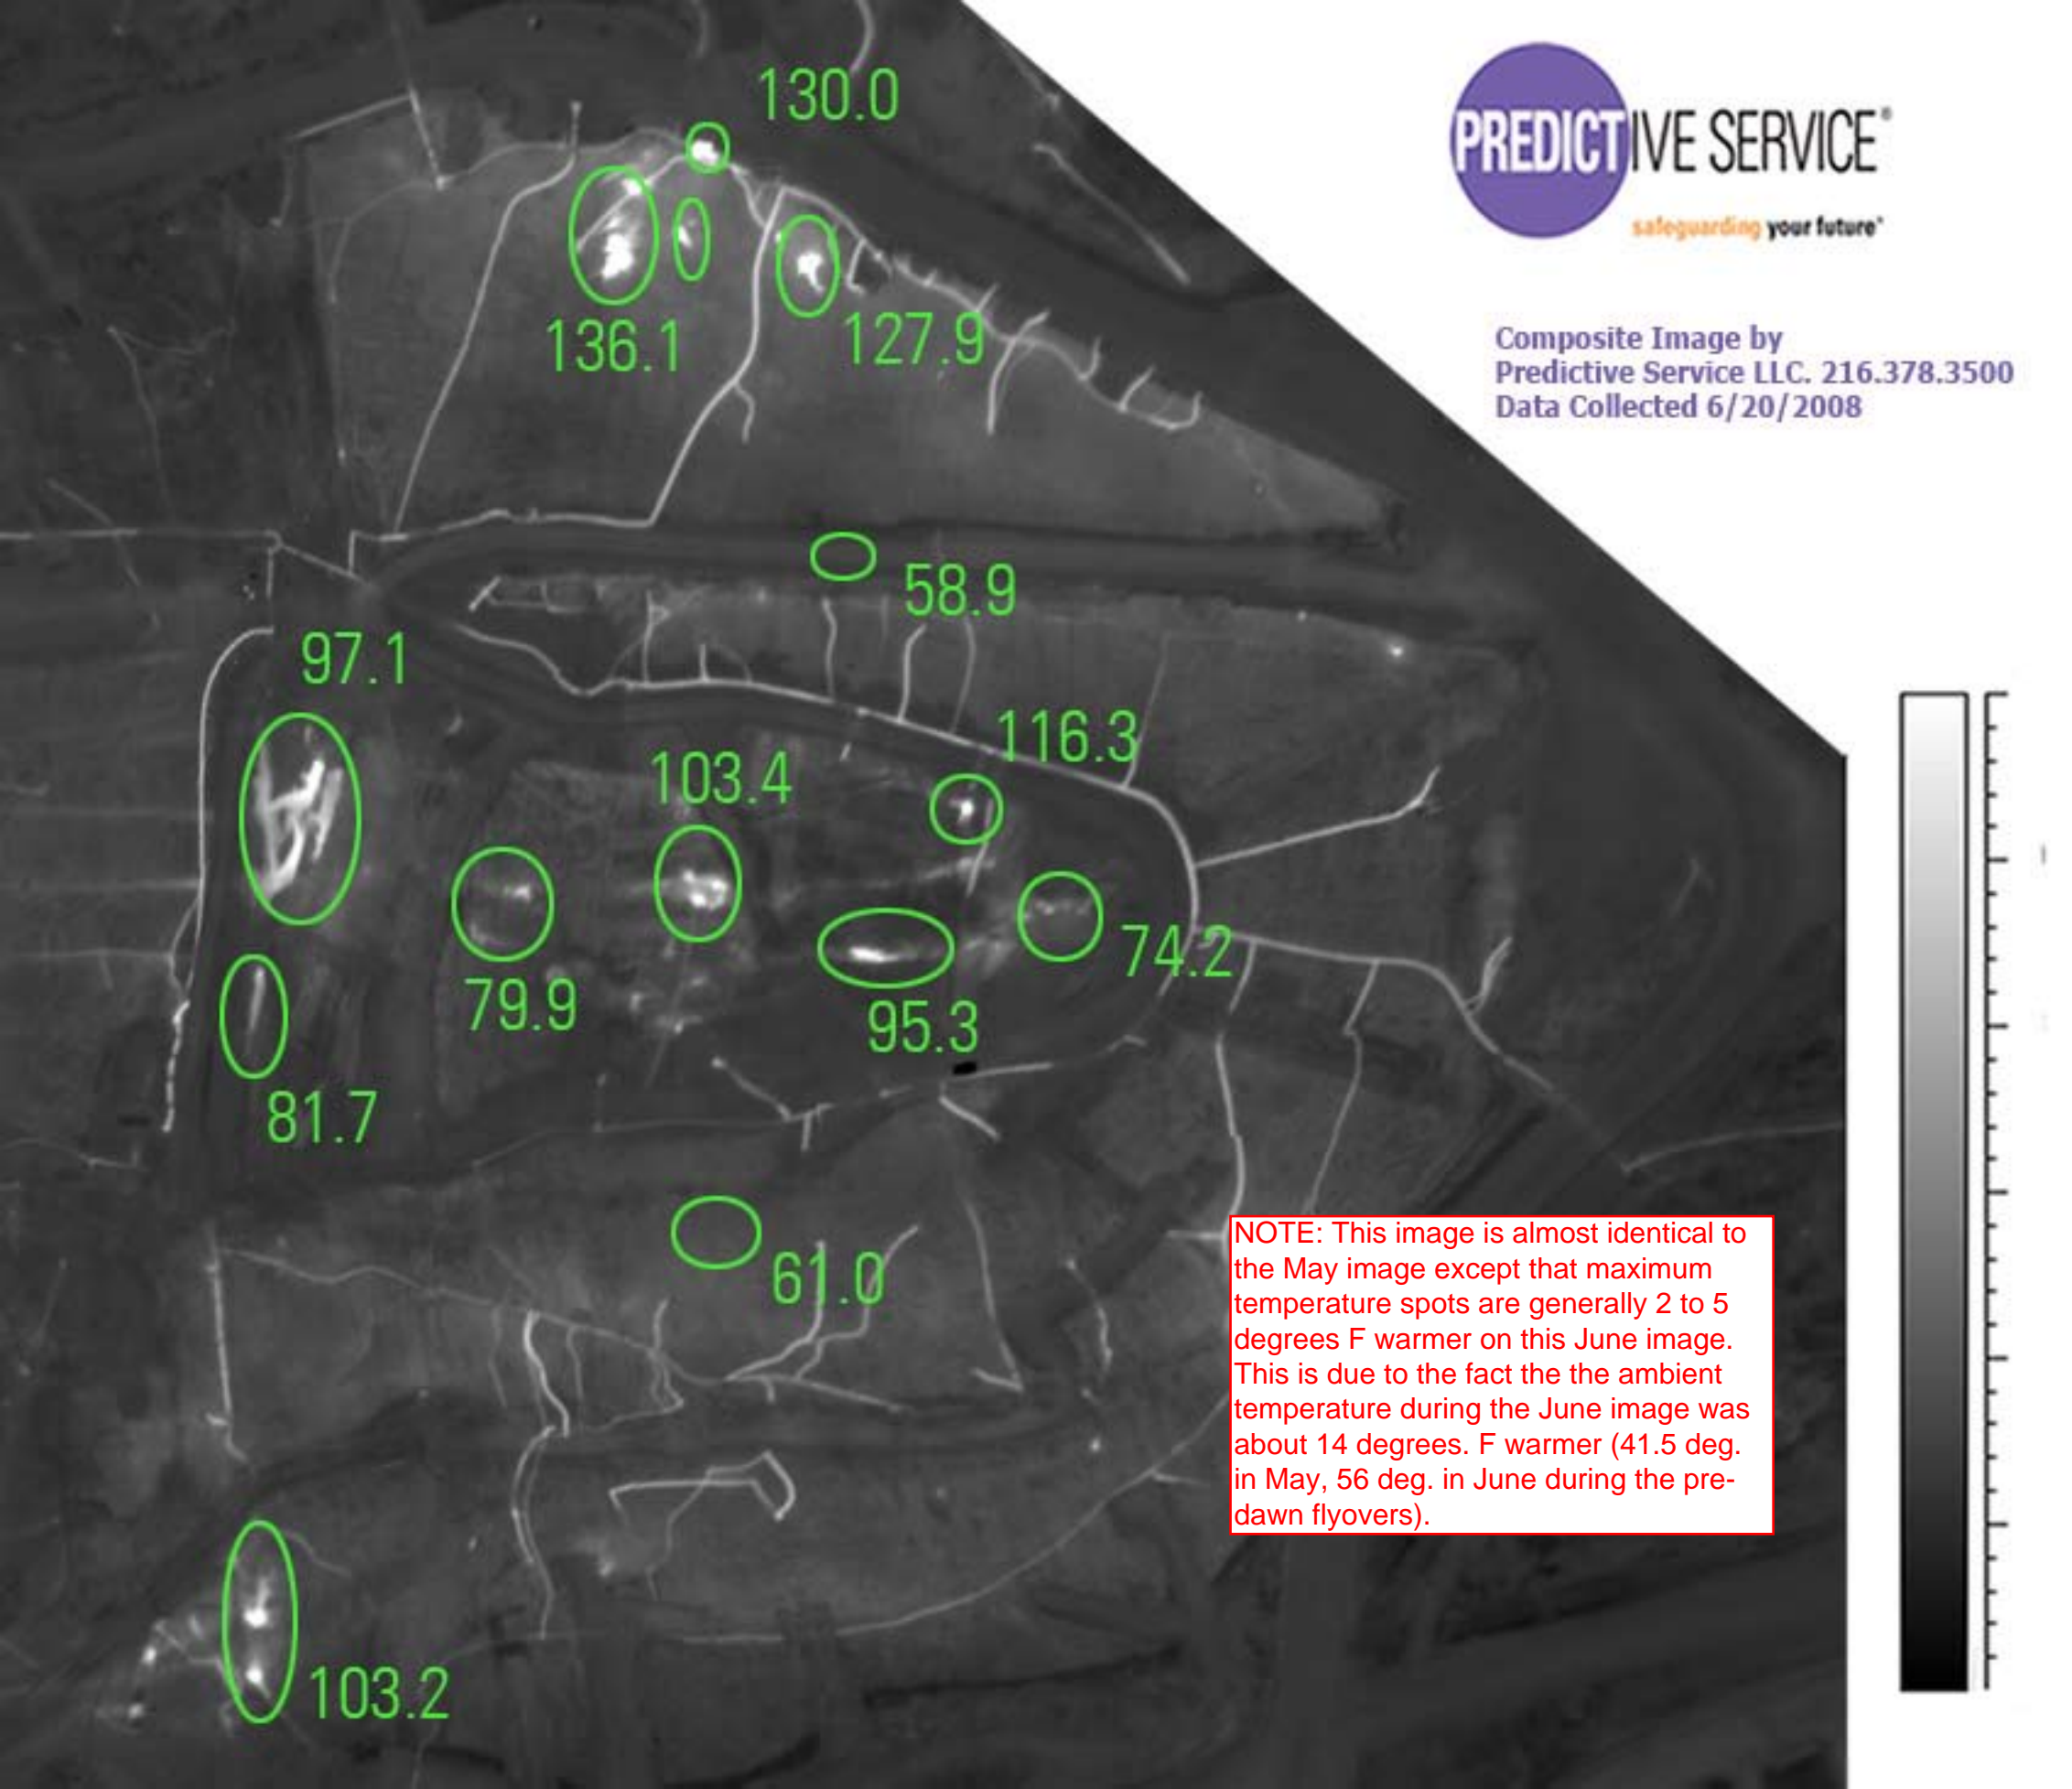 130.0
PREDICTIVE SERVICE®
safeguarding your future®
136.1
127.9
Composite Image by
Predictive Service LLC. 216.378.3500
Data Collected 6/20/2008
58.9
97.1
116.3
103.4
74.2
79.9
95.3
81.7
61.0
NOTE: This image is almost identical to
the May image except that maximum
temperature spots are generally 2 to 5
degrees F warmer on this June image.
This is due to the fact the the ambient
temperature during the June image was
about 14 degrees. F warmer (41.5 deg.
in May, 56 deg. in June during the pre-
dawn flyovers).
103.2